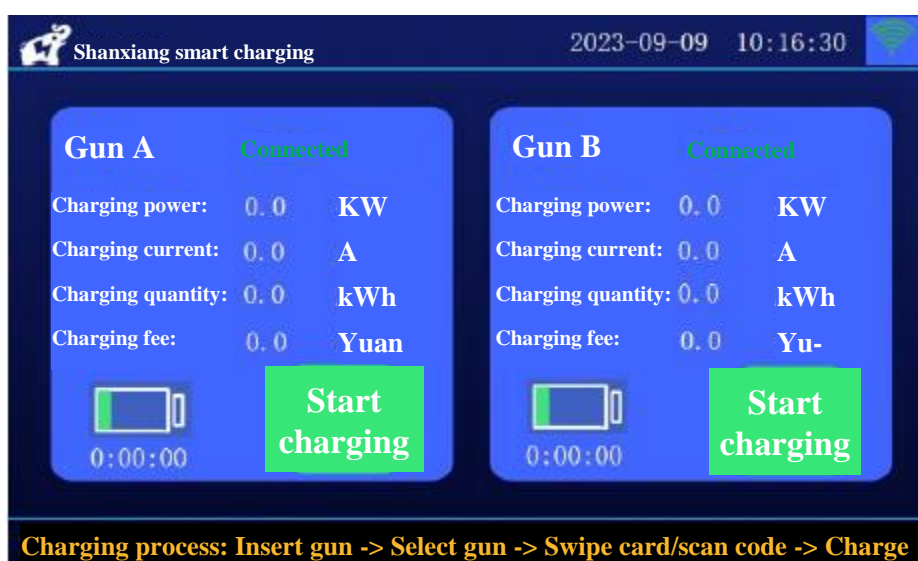 Shanxiang smart charging 2023-09-09 10:16:30
Gun A Connected
Charging power: 0.0 KW
Charging current: 0.0 A
Charging quantity: 0.0 kWh
Charging fee: 0.0 Yuan
Start
charging
0:00:00
Gun B Connected
Charging power: 0.0 KW
Charging current: 0.0 A
Charging quantity: 0.0 kWh
Charging fee: 0.0 Yu-
Start
charging
0:00:00
Charging process: Insert gun -> Select gun -> Swipe card/scan code -> Charge